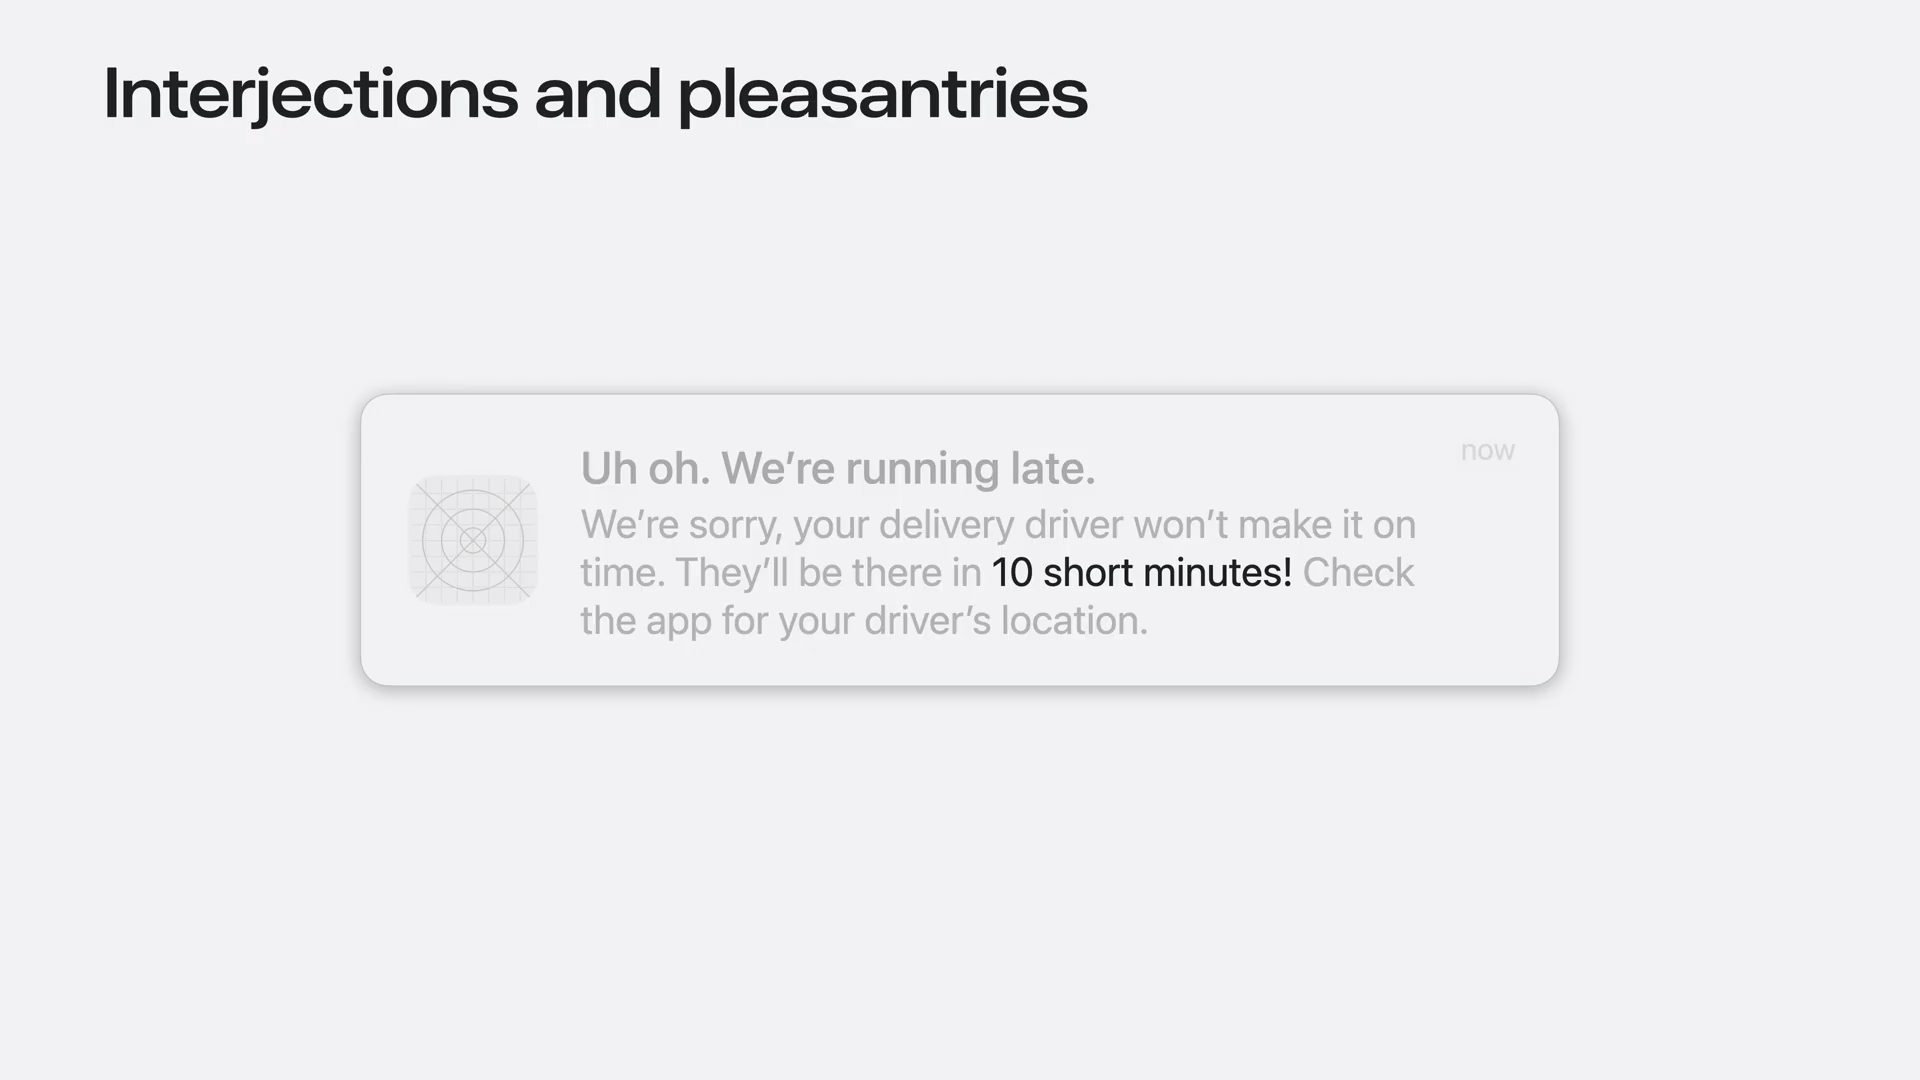 Interjections and pleasantries
Uh oh. We’re running late.
now
We’re sorry, your delivery driver won’t make it on
time. They’ll be there in 10 short minutes! Check
the app for your driver’s location.